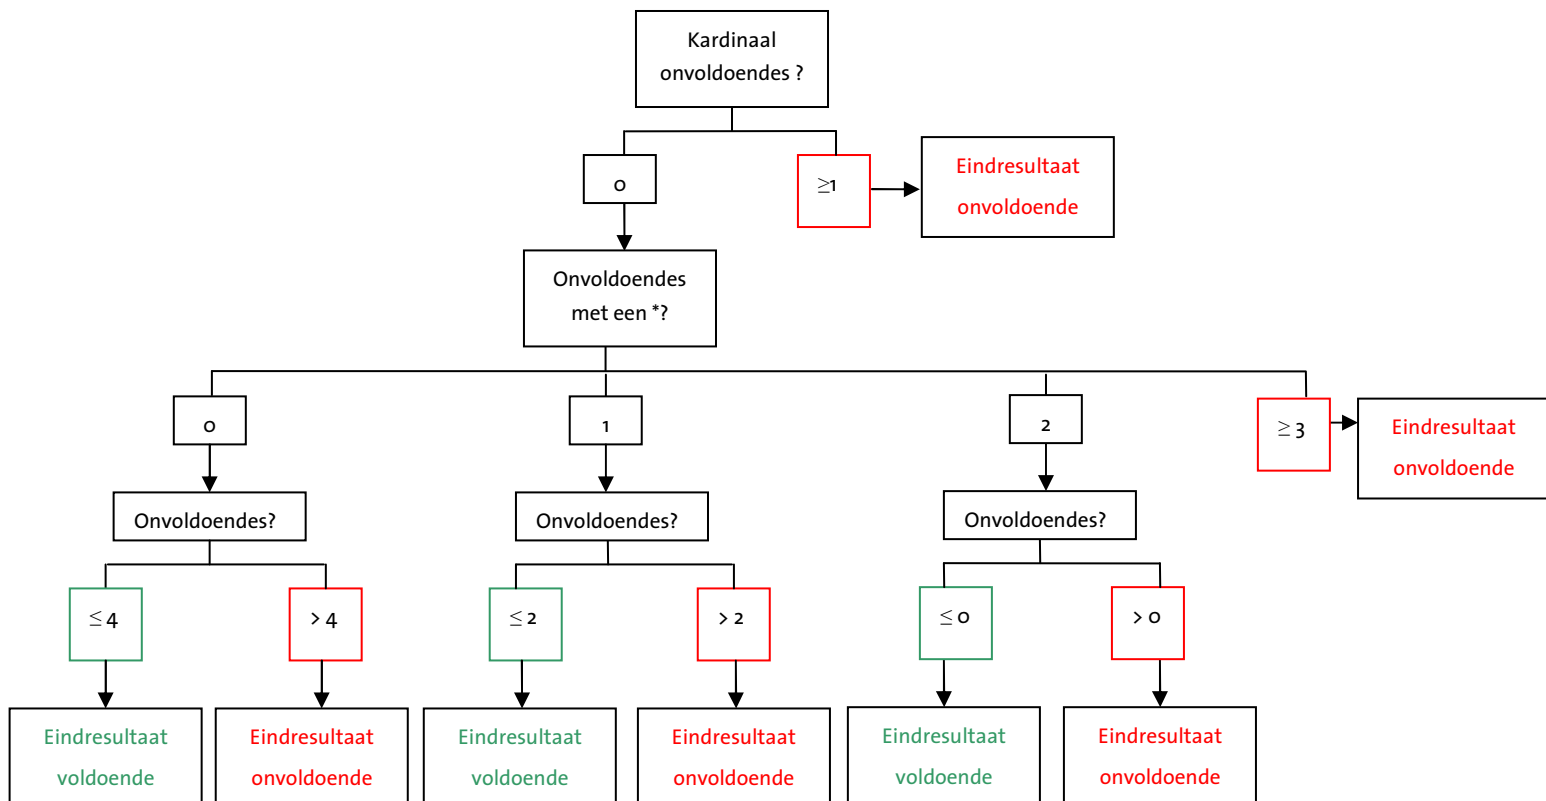 Kardinaal
onvoldoendes ?
0
≥1
Eindresultaat
onvoldoende
Onvoldoendes
met een *?
0
1
2
≥ 3
Eindresultaat
onvoldoende
Onvoldoendes?
Onvoldoendes?
Onvoldoendes?
≤ 4
> 4
≤ 2
> 2
≤ 0
> 0
Eindresultaat
voldoende
Eindresultaat
onvoldoende
Eindresultaat
voldoende
Eindresultaat
onvoldoende
Eindresultaat
voldoende
Eindresultaat
onvoldoende